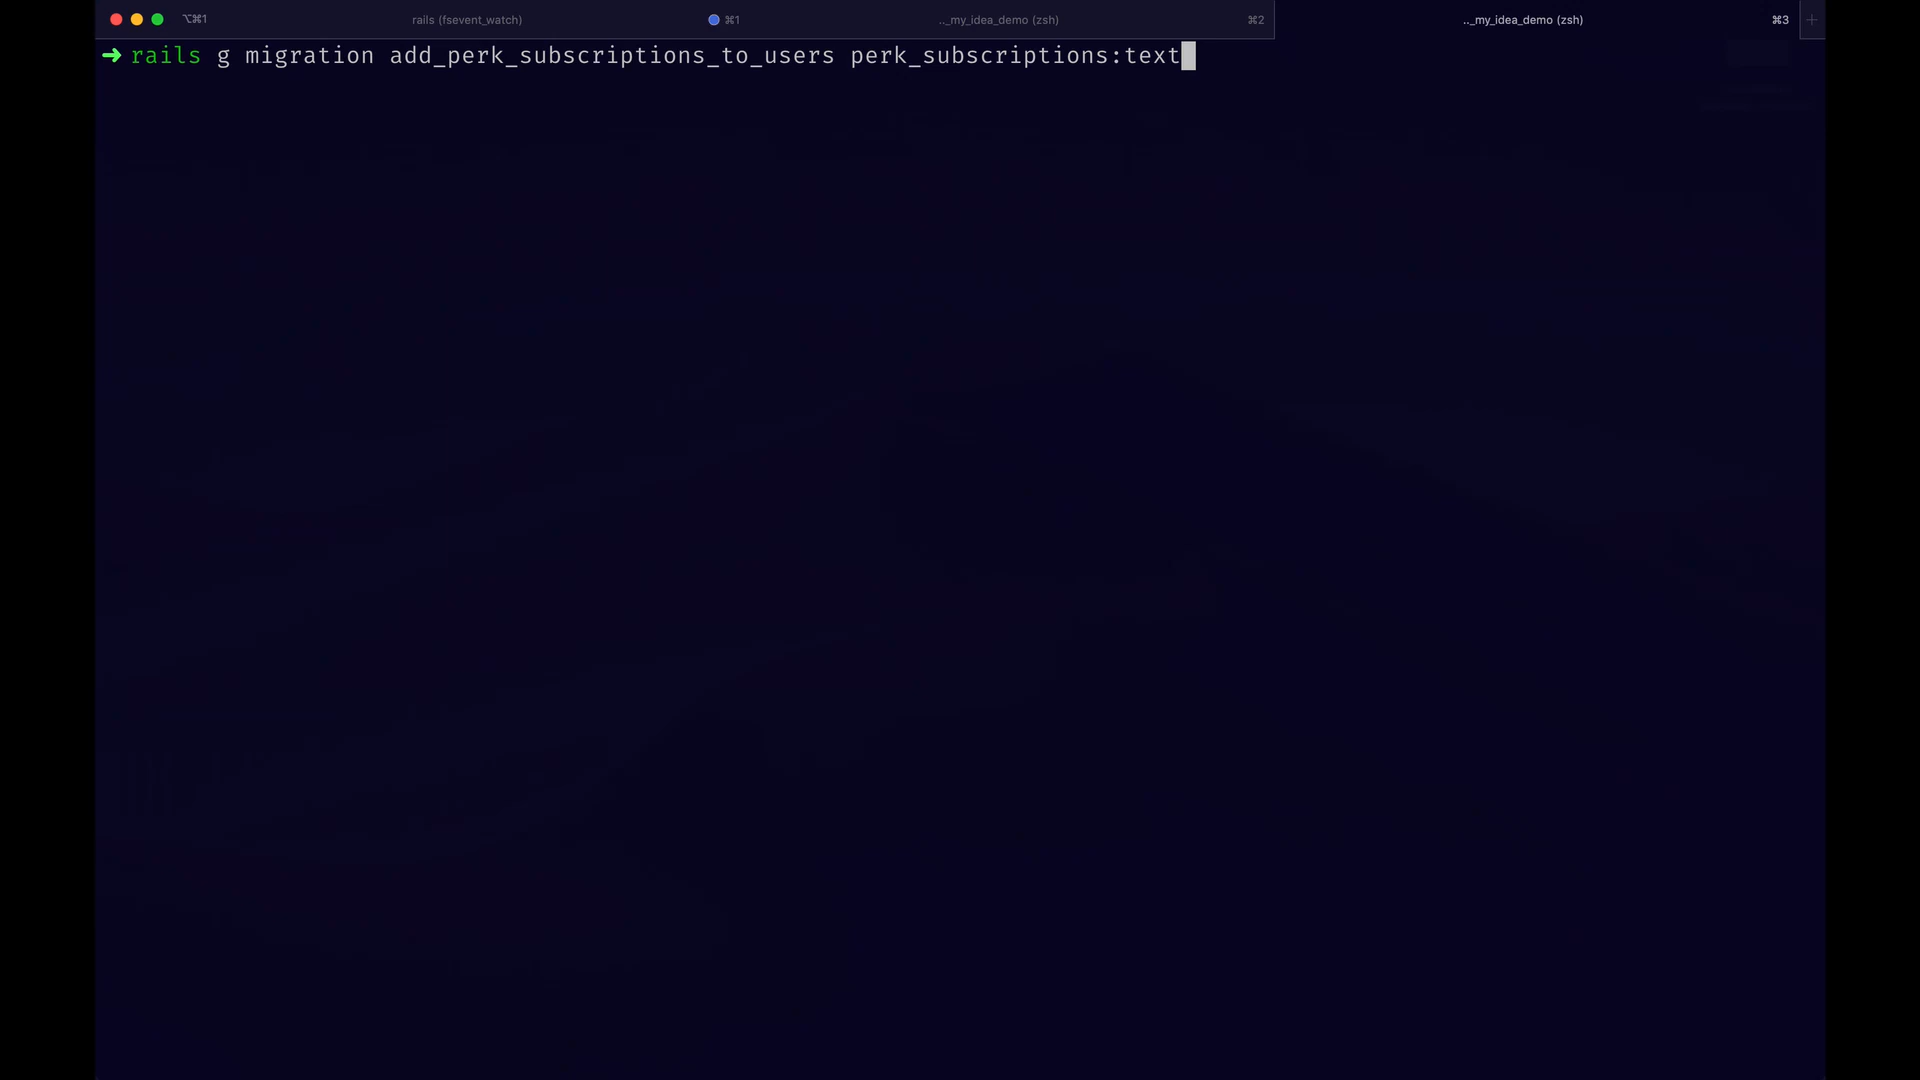 ⌥⌘1 rails (fsevent_watch) ⌘1 .._my_idea_demo (zsh) ⌘2 .._my_idea_demo (zsh) ⌘3 +
➜ rails g migration add_perk_subscriptions_to_users perk_subscriptions:text